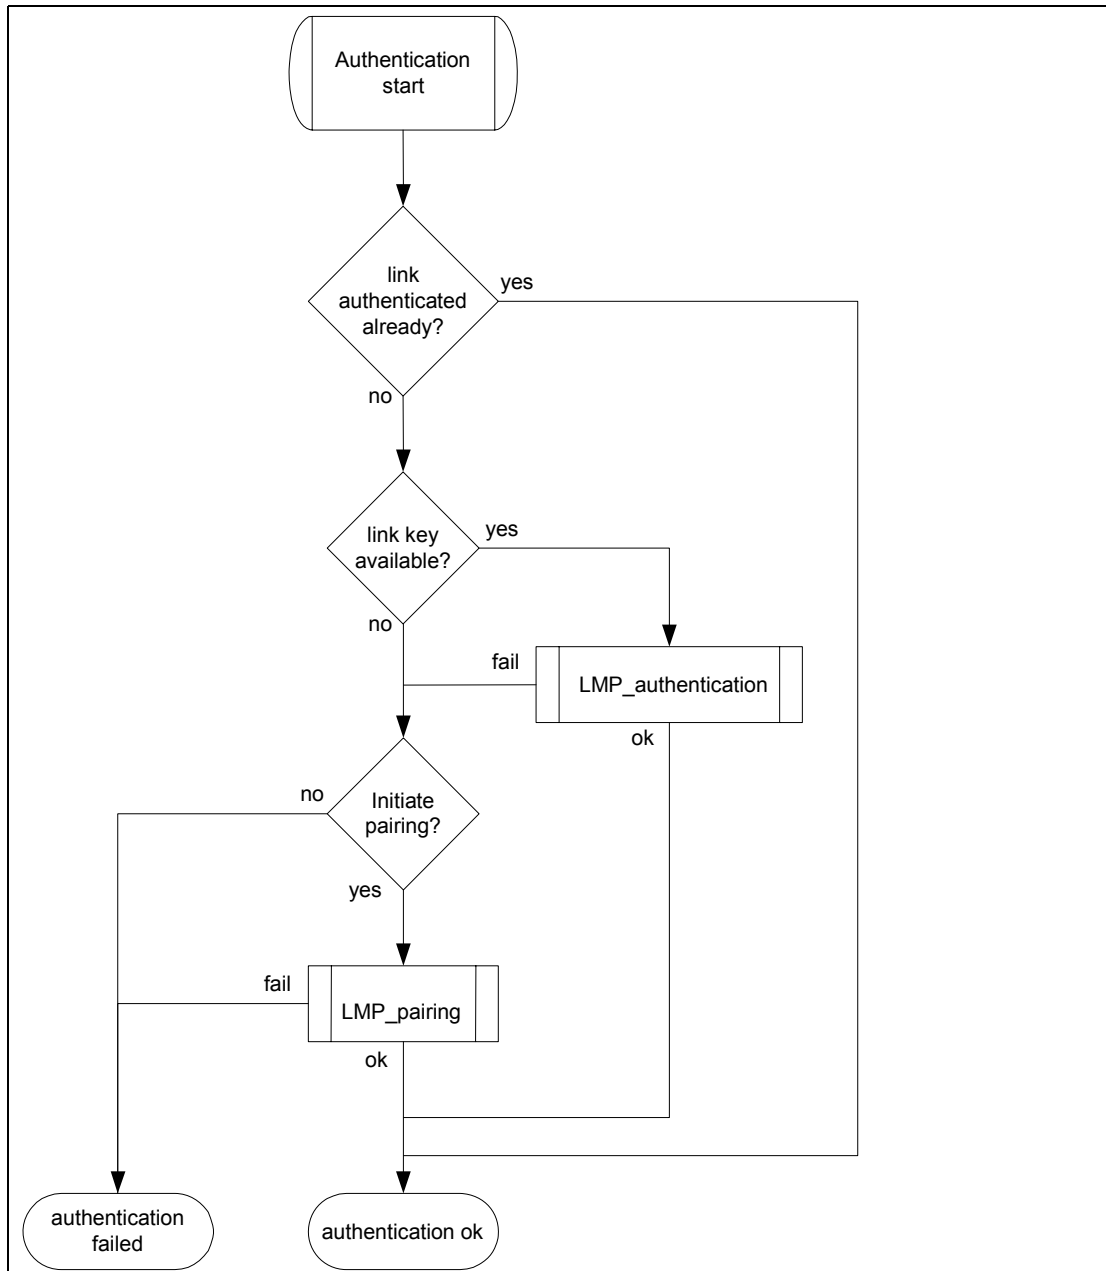 Authentication
start
link
authenticated
already?
yes
no
link key
available?
yes
no
fail
LMP_authentication
ok
no
Initiate
pairing?
yes
fail
LMP_pairing
ok
authentication
failed
authentication ok